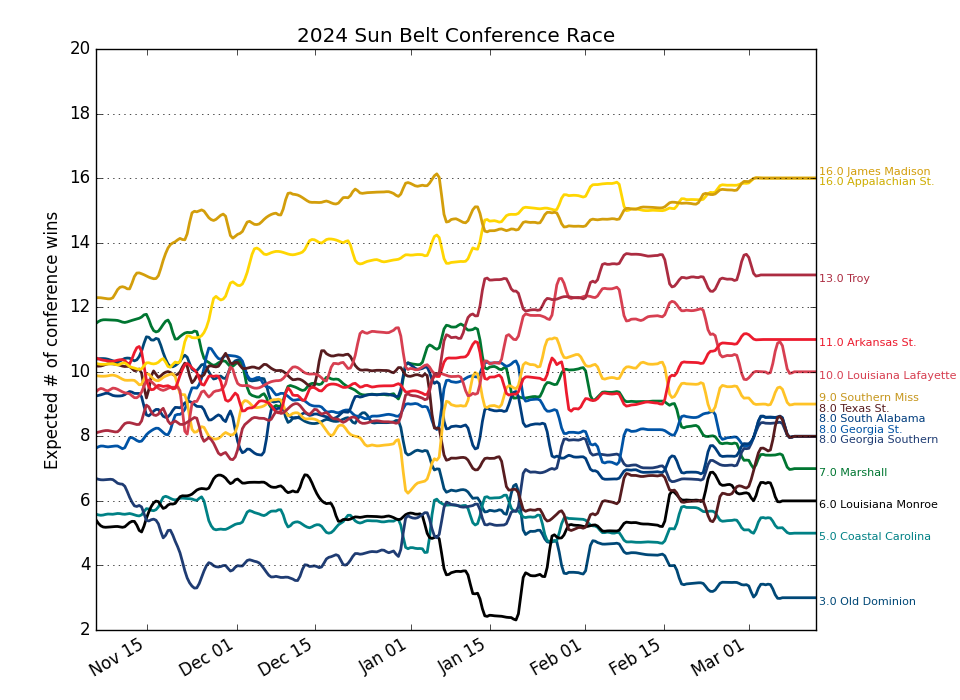 2024 Sun Belt Conference Race
Expected # of conference wins
20
18
16
14
12
10
8
6
4
2
Nov 15
Dec 01
Dec 15
Jan 01
Jan 15
Feb 01
Feb 15
Mar 01
16.0 James Madison
16.0 Appalachian St.
13.0 Troy
11.0 Arkansas St.
10.0 Louisiana Lafayette
9.0 Southern Miss
8.0 Texas St.
8.0 South Alabama
8.0 Georgia St.
8.0 Georgia Southern
7.0 Marshall
6.0 Louisiana Monroe
5.0 Coastal Carolina
3.0 Old Dominion